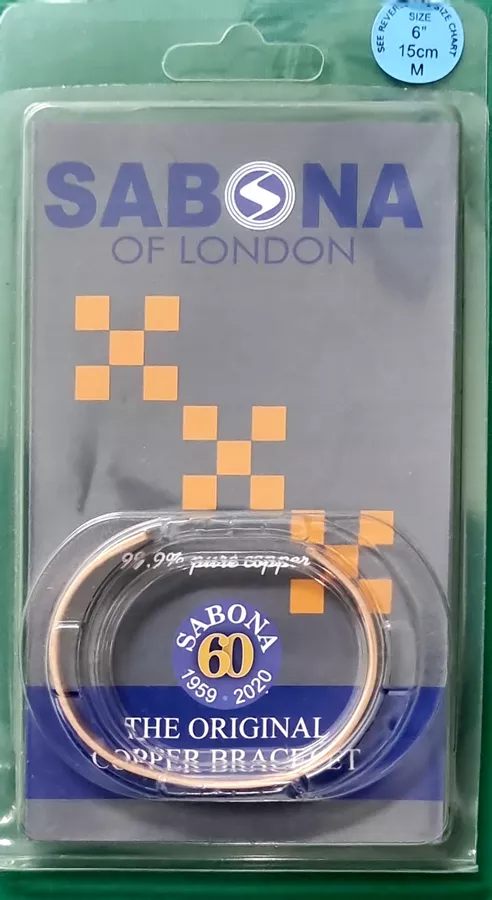 SEE REVERSE SIZE CHART
SIZE
6"
15cm
M
SABONA
OF LONDON
99.9% pure copper
SABONA
60
1959 · 2020
THE ORIGINAL
COPPER BRACELET